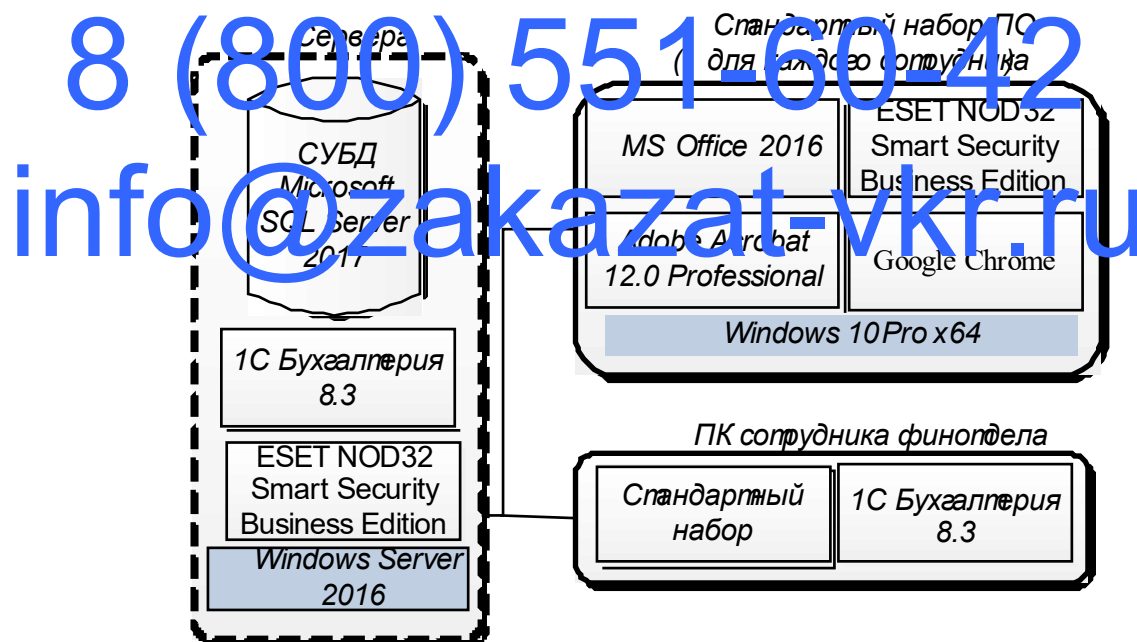 8 (800) 551-60-42
info@zakazat-vkr.ru
Сервера
СУБД
Microsoft
SQL Server
2017
1С Бухгалтерия
8.3
ESET NOD32
Smart Security
Business Edition
Windows Server
2016
Стандартный набор ПО
( для каждого сотрудника)
MS Office 2016
ESET NOD32
Smart Security
Business Edition
Adobe Acrobat
12.0 Professional
Google Chrome
Windows 10Pro x64
ПК сотрудника финотдела
Стандартный
набор
1С Бухгалтерия
8.3